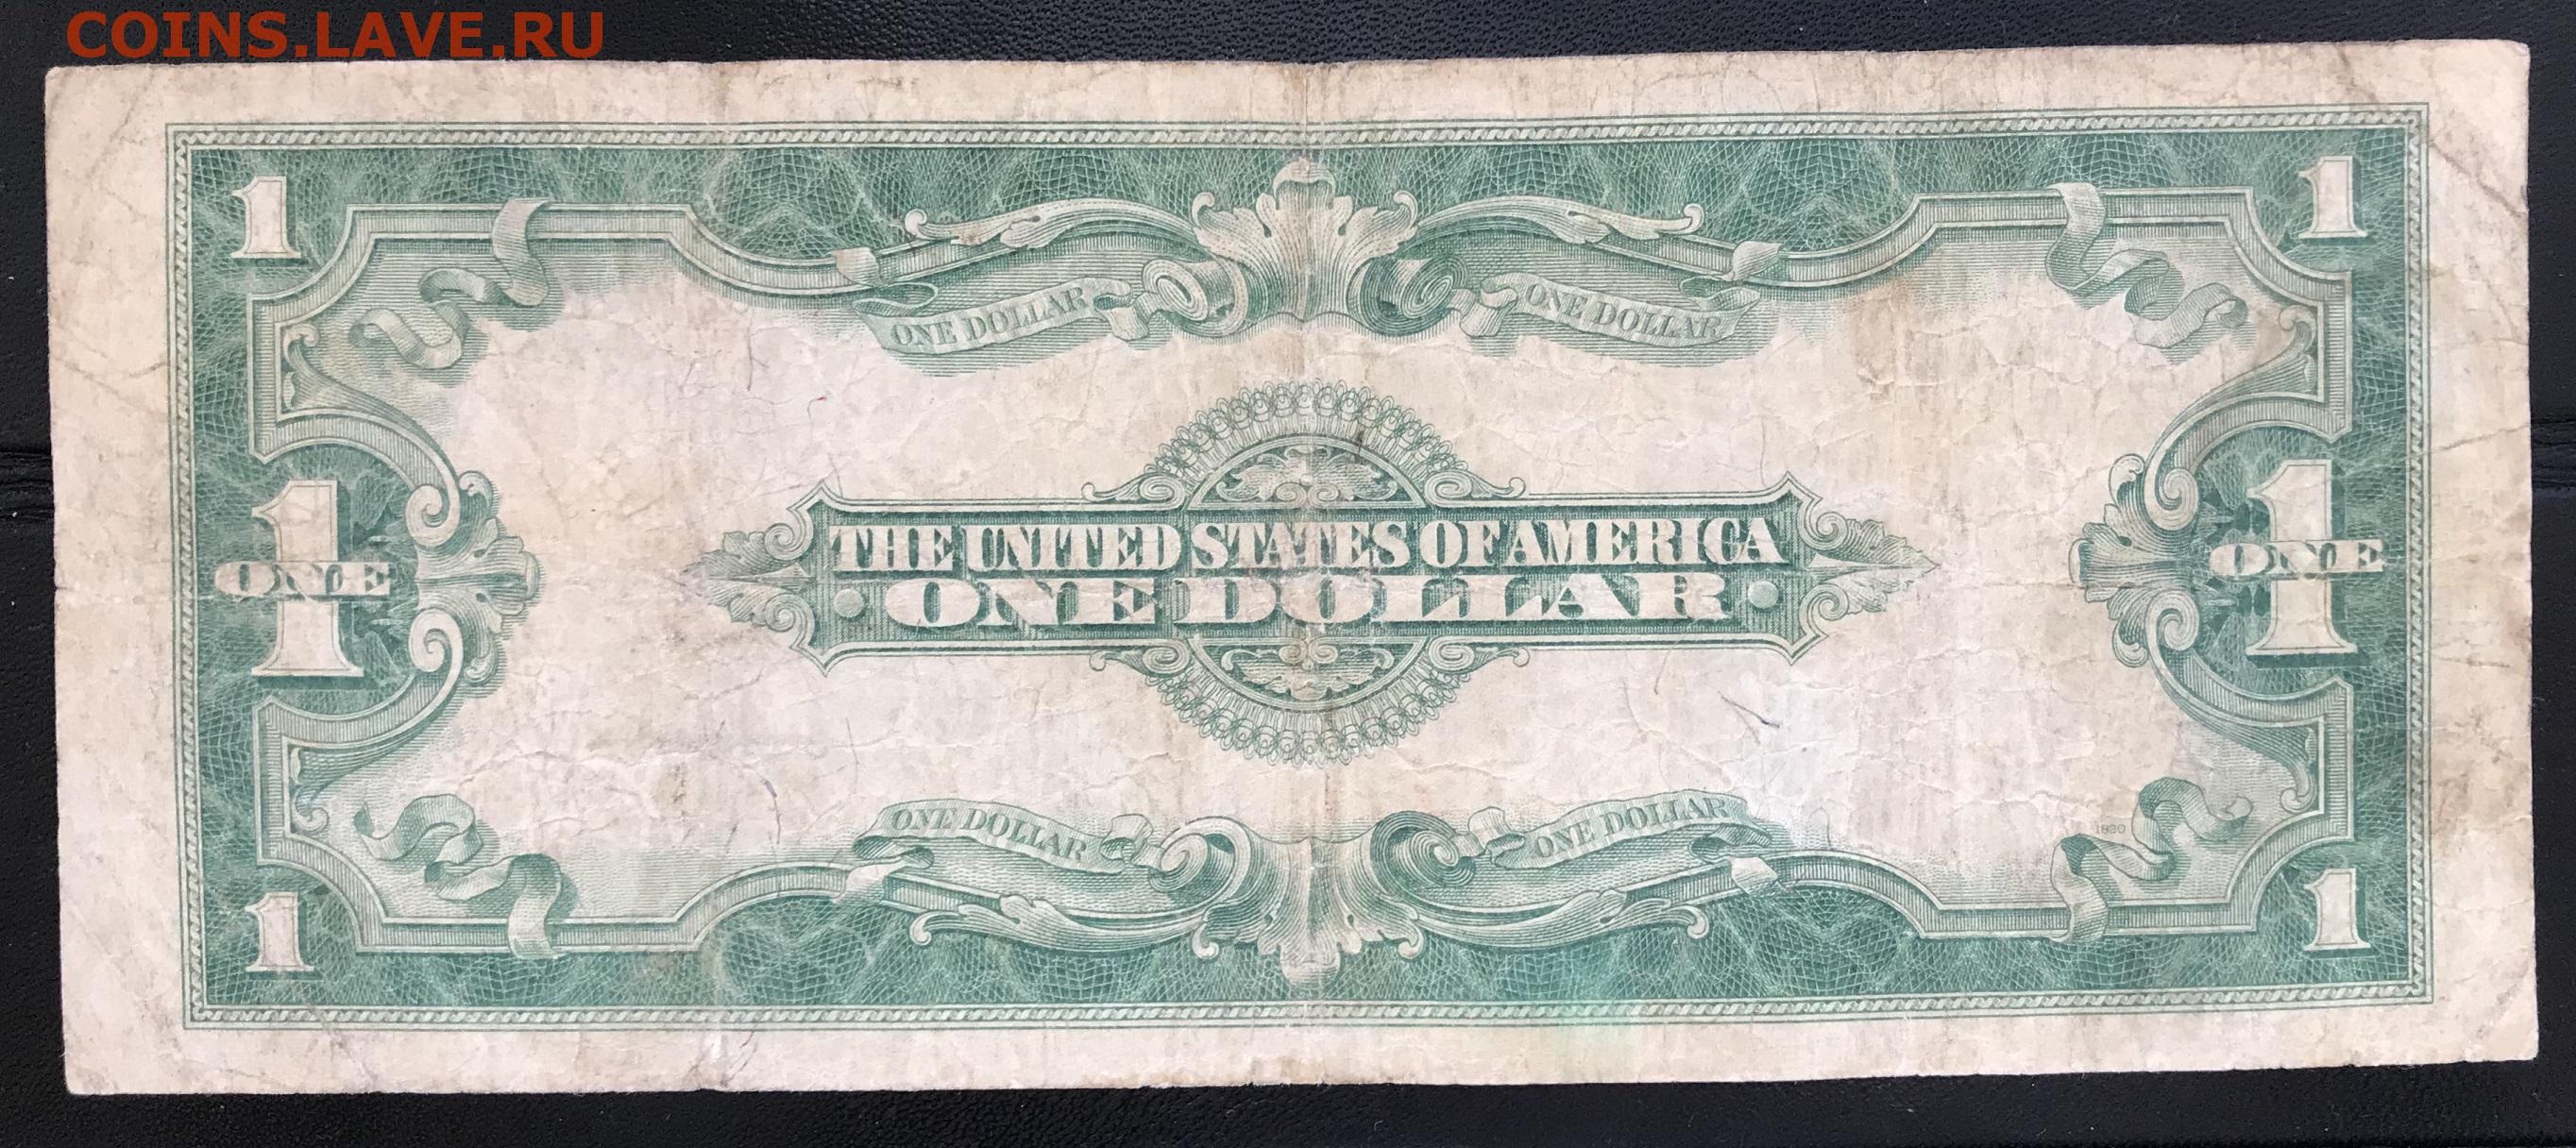 COINS.LAVE.RU
1
1
ONE DOLLAR
ONE DOLLAR
THE UNITED STATES OF AMERICA
ONE 1
ONE 1
ONE DOLLAR
ONE DOLLAR
ONE DOLLAR
1
1